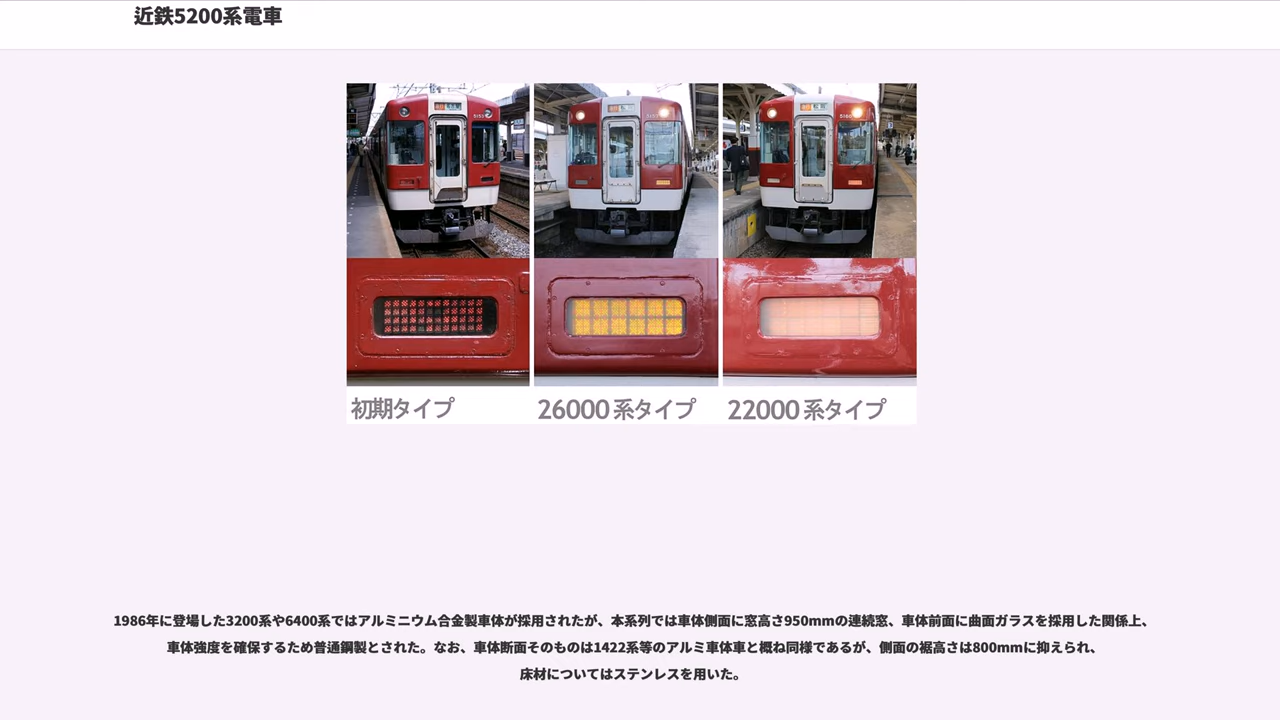 近鉄5200系電車
初期タイプ
26000系タイプ
22000系タイプ
1986年に登場した3200系や6400系ではアルミニウム合金製車体が採用されたが、本系列では車体側面に窓高さ950mmの連続窓、車体前面に曲面ガラスを採用した関係上、
車体強度を確保するため普通鋼製とされた。なお、車体断面そのものは1422系等のアルミ車体車と概ね同様であるが、側面の裾高さは800mmに抑えられ、
床材についてはステンレスを用いた。